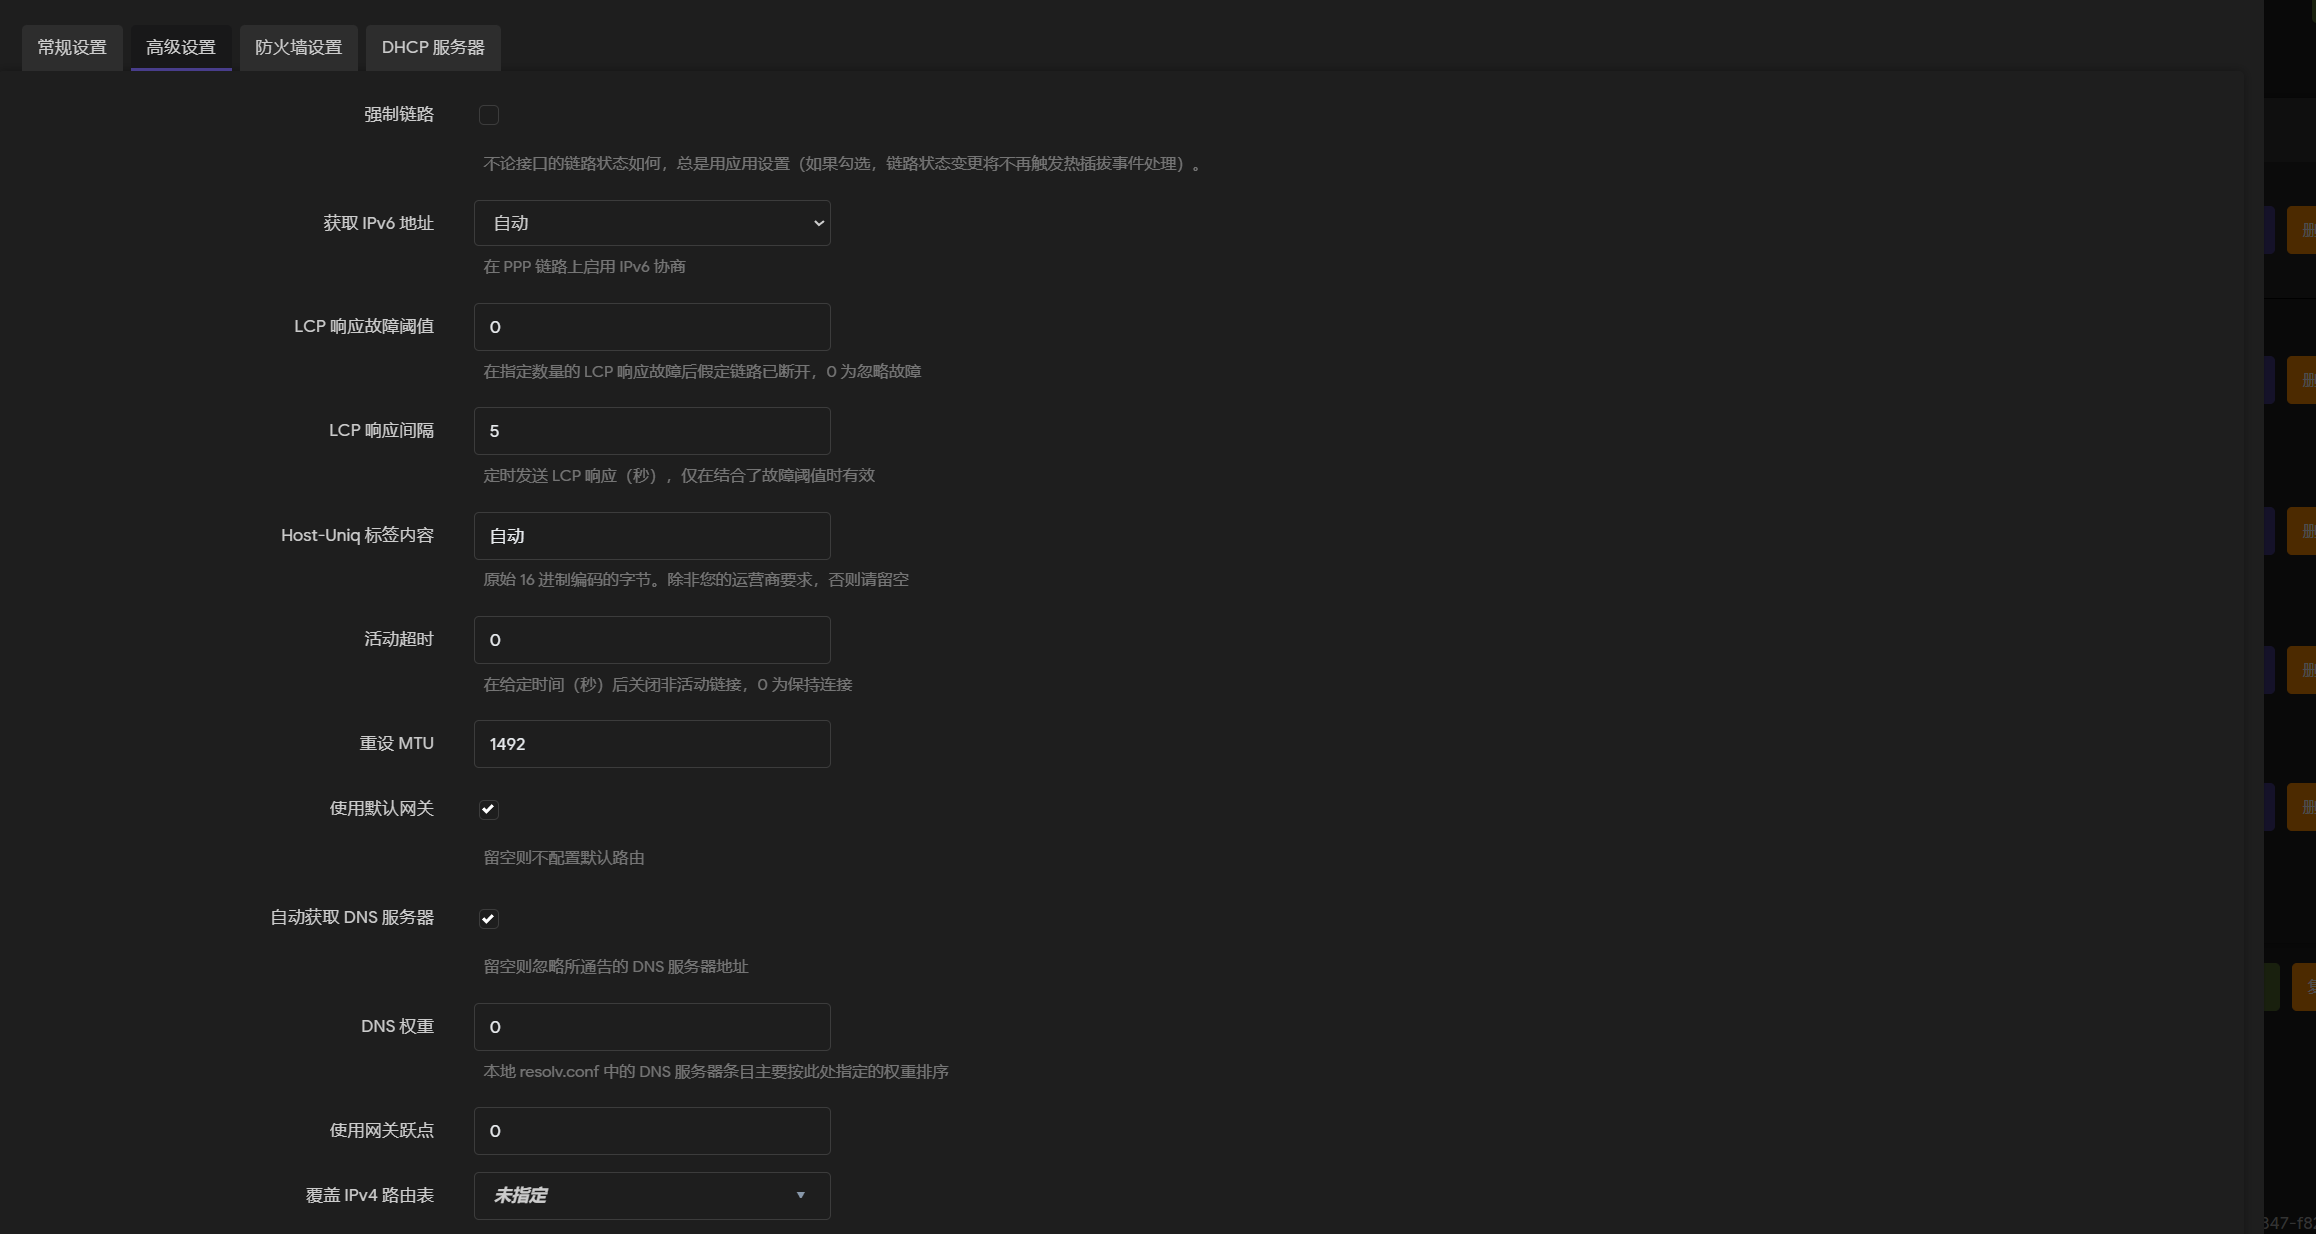 常规设置
高级设置
防火墙设置
DHCP 服务器
强制链路
不论接口的链路状态如何，总是用应用设置（如果勾选，链路状态变更将不再触发热插拔事件处理）。
获取 IPv6 地址
自动
在 PPP 链路上启用 IPv6 协商
LCP 响应故障阈值
0
在指定数量的 LCP 响应故障后假定链路已断开，0 为忽略故障
LCP 响应间隔
5
定时发送 LCP 响应（秒），仅在结合了故障阈值时有效
Host-Uniq 标签内容
自动
原始 16 进制编码的字节。除非您的运营商要求，否则请留空
活动超时
0
在给定时间（秒）后关闭非活动链接，0 为保持连接
重设 MTU
1492
使用默认网关
留空则不配置默认路由
自动获取 DNS 服务器
留空则忽略所通告的 DNS 服务器地址
DNS 权重
0
本地 resolv.conf 中的 DNS 服务器条目主要按此处指定的权重排序
使用网关跃点
0
覆盖 IPv4 路由表
未指定